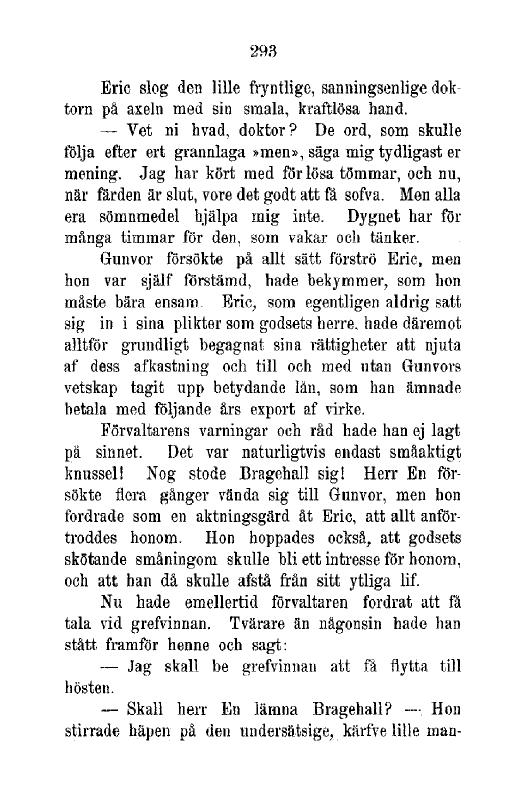 293
Eric slog den lille fryntlige, sanningsenlige dok-
torn på axeln med sin smala, kraftlösa hand.
— Vet ni hvad, doktor? De ord, som skulle
följa efter ert grannlaga »men», säga mig tydligast er
mening. Jag har kört med för lösa tömmar, och nu,
när färden är slut, vore det godt att få sofva. Men alla
era sömnmedel hjälpa mig inte. Dygnet har för
många timmar för den, som vakar och tänker.
Gunvor försökte på allt sätt förströ Eric, men
hon var själf förstämd, hade bekymmer, som hon
måste bära ensam. Eric, som egentligen aldrig satt
sig in i sina plikter som godsets herre, hade däremot
alltför grundligt begagnat sina rättigheter att njuta
af dess afkastning och till och med utan Gunvors
vetskap tagit upp betydande lån, som han ämnade
betala med följande års export af virke.
Förvaltarens varningar och råd hade han ej lagt
på sinnet. Det var naturligtvis endast småaktigt
knussel! Nog stode Bragehall sig! Herr En för-
sökte flera gånger vända sig till Gunvor, men hon
fordrade som en aktningsgärd åt Eric, att allt anför-
troddes honom. Hon hoppades också, att godsets
skötande småningom skulle bli ett intresse för honom,
och att han då skulle afstå från sitt ytliga lif.
Nu hade emellertid förvaltaren fordrat att få
tala vid grefvinnan. Tvärare än någonsin hade han
stått framför henne och sagt:
— Jag skall be grefvinnan att få flytta till
hösten.
— Skall herr En lämna Bragehall? — Hon
stirrade häpen på den undersätsige, kärfve lille man-